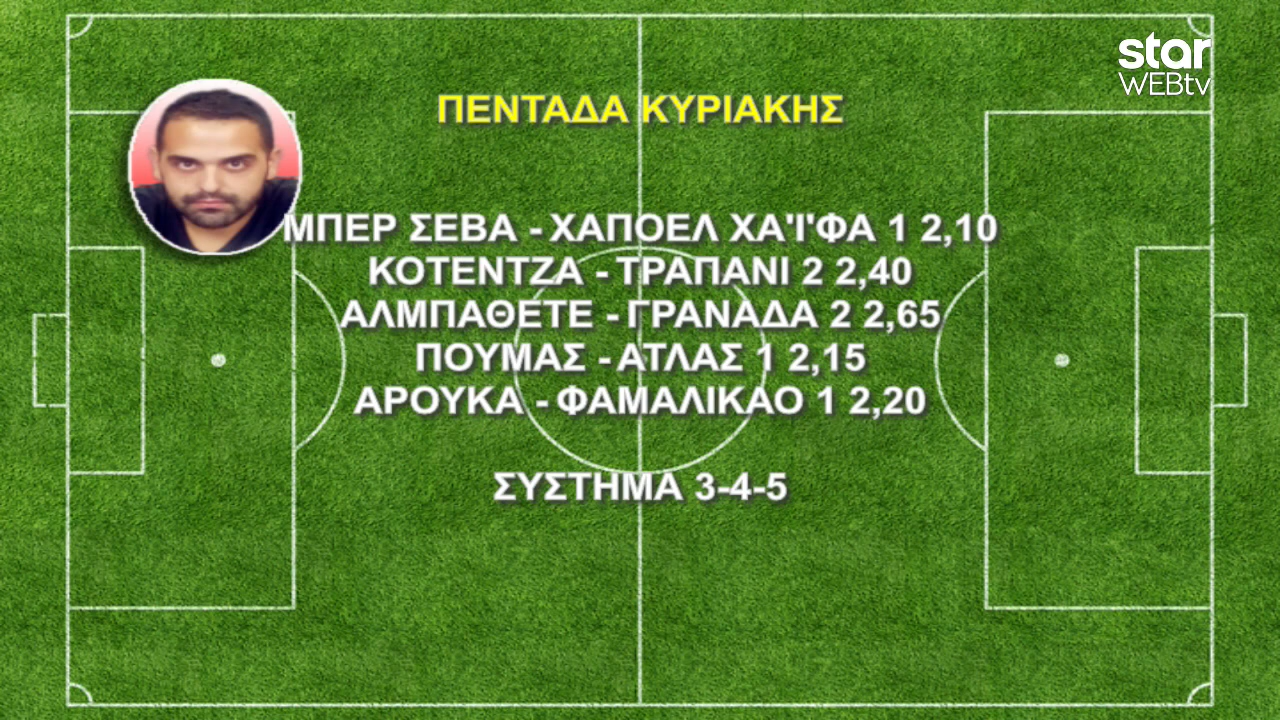 star
WEBtv
ΠΕΝΤΑΔΑ ΚΥΡΙΑΚΗΣ
ΜΠΕΡ ΣΕΒΑ - ΧΑΠΟΕΛ ΧΑ'Ι'ΦΑ 1 2,10
ΚΟΤΕΝΤΖΑ - ΤΡΑΠΑΝΙ 2 2,40
ΑΛΜΠΑΘΕΤΕ - ΓΡΑΝΑΔΑ 2 2,65
ΠΟΥΜΑΣ - ΑΤΛΑΣ 1 2,15
ΑΡΟΥΚΑ - ΦΑΜΑΛΙΚΑΟ 1 2,20
ΣΥΣΤΗΜΑ 3-4-5